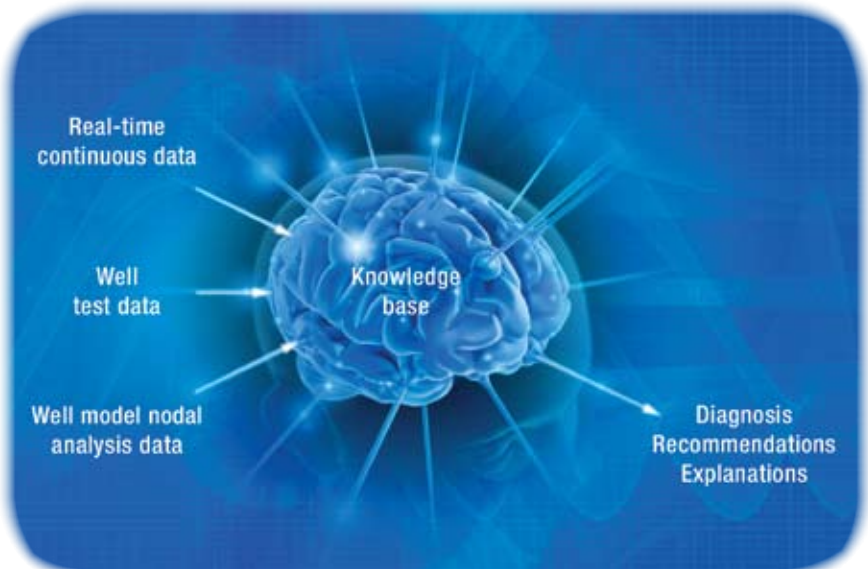 Real-time
continuous data
Well
test data
Well model nodal
analysis data
Knowledge
base
Diagnosis
Recommendations
Explanations